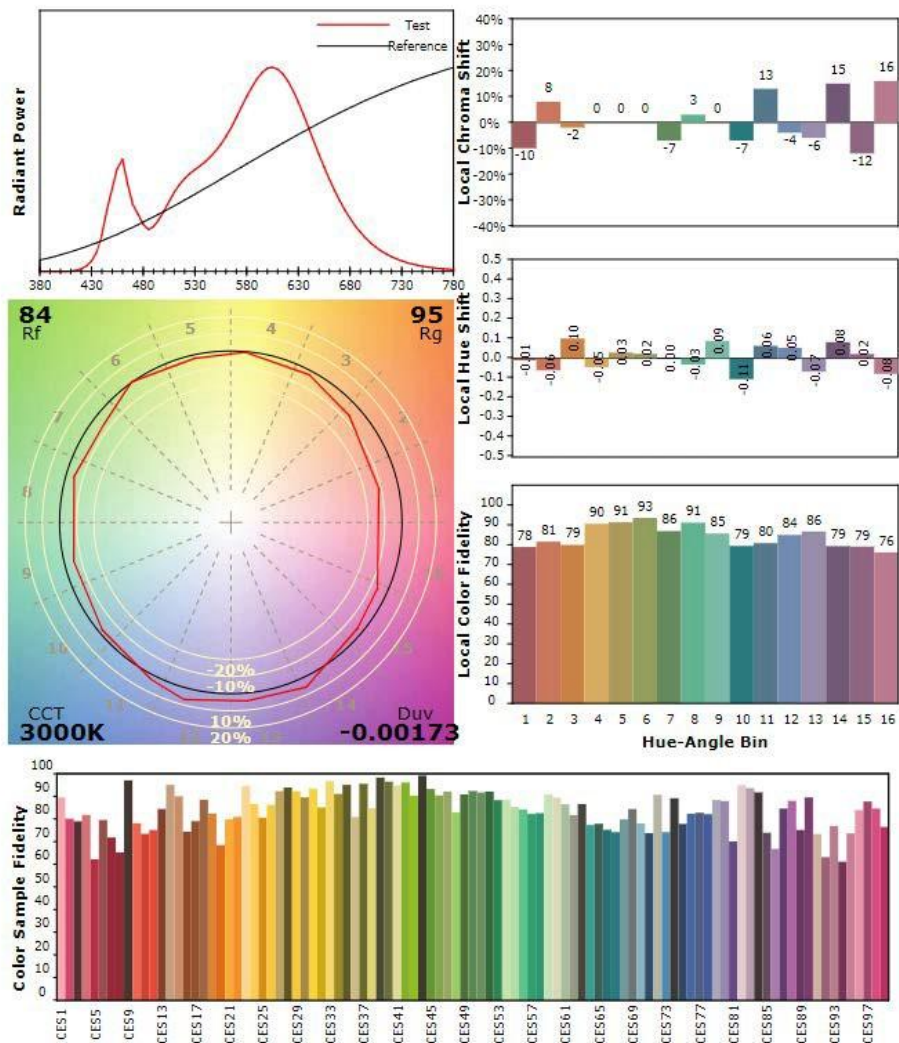 Radiant Power
Test
Reference
380 430 480 530 580 630 680 730 780
Local Chroma Shift
40%
30%
20%
10%
0%
-10%
-20%
-30%
-40%
-10 8 -2 0 0 0 -7 3 0 -7 13 -4 -6 15 -12 16
Local Hue Shift
0.5
0.4
0.3
0.2
0.1
0.0
-0.1
-0.2
-0.3
-0.4
-0.5
-0.01 -0.06 0.10 -0.05 0.03 0.02 0.00 -0.03 0.09 -0.11 0.06 0.05 -0.07 0.08 0.02 -0.08
84
Rf
95
Rg
5 4
6 3
7 2
8
9
10 15
11 14
-20%
-10%
10%
20%
CCT
3000K
Duv
-0.00173
Local Color Fidelity
100
90
80
70
60
50
40
30
20
10
0
78 81 79 90 91 93 86 91 85 79 80 84 86 79 79 76
1 2 3 4 5 6 7 8 9 10 11 12 13 14 15 16
Hue-Angle Bin
Color Sample Fidelity
100
90
80
70
60
50
40
30
20
10
0
CES1 CES5 CES9 CES13 CES17 CES21 CES25 CES29 CES33 CES37 CES41 CES45 CES49 CES53 CES57 CES61 CES65 CES69 CES73 CES77 CES81 CES85 CES89 CES93 CES97